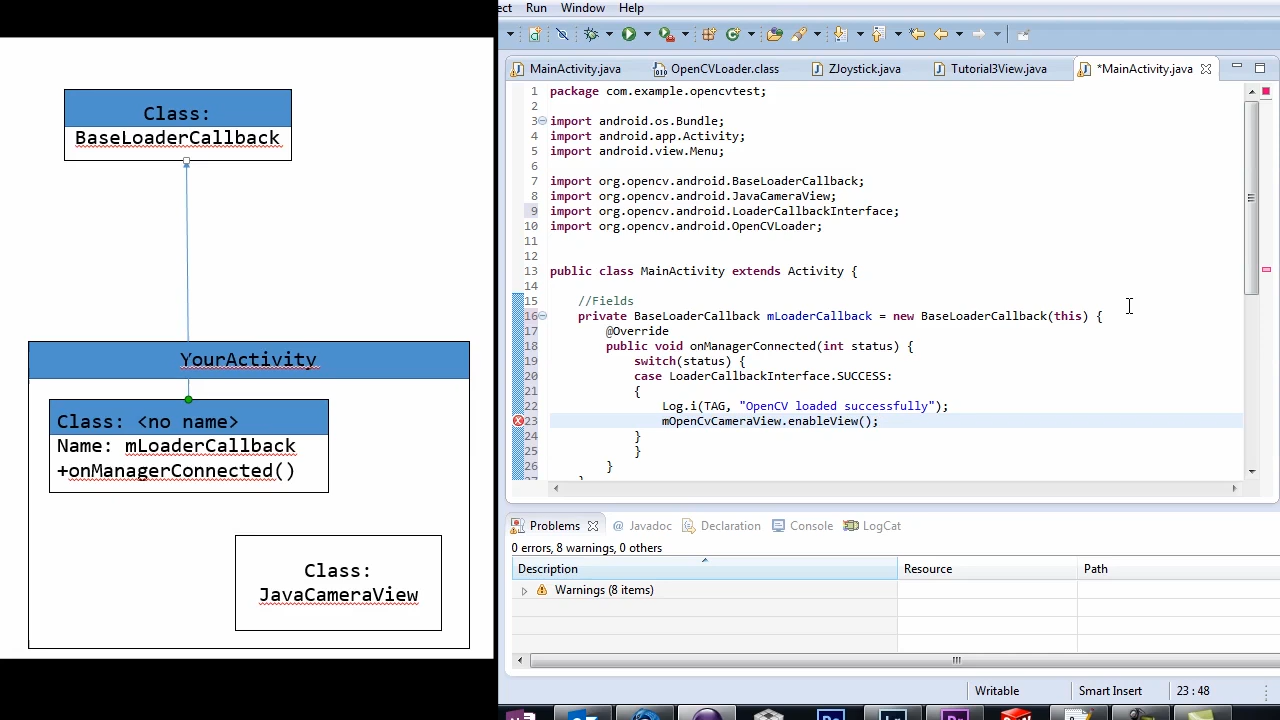 Class:
BaseLoaderCallback
YourActivity
Class: <no name>
Name: mLoaderCallback
+onManagerConnected()
Class:
JavaCameraView
ect Run Window Help
MainActivity.java OpenCVLoader.class ZJoystick.java Tutorial3View.java *MainActivity.java
1 package com.example.opencvtest;
2
3 import android.os.Bundle;
4 import android.app.Activity;
5 import android.view.Menu;
6
7 import org.opencv.android.BaseLoaderCallback;
8 import org.opencv.android.JavaCameraView;
9 import org.opencv.android.LoaderCallbackInterface;
10 import org.opencv.android.OpenCVLoader;
11
12
13 public class MainActivity extends Activity {
14
15 //Fields
16 private BaseLoaderCallback mLoaderCallback = new BaseLoaderCallback(this) {
17 @Override
18 public void onManagerConnected(int status) {
19 switch(status) {
20 case LoaderCallbackInterface.SUCCESS:
21 {
22 Log.i(TAG, "OpenCV loaded successfully");
23 mOpenCvCameraView.enableView();
24 }
25 }
26 }
Problems @ Javadoc Declaration Console LogCat
0 errors, 8 warnings, 0 others
Description Resource Path
Warnings (8 items)
Writable Smart Insert 23 : 48